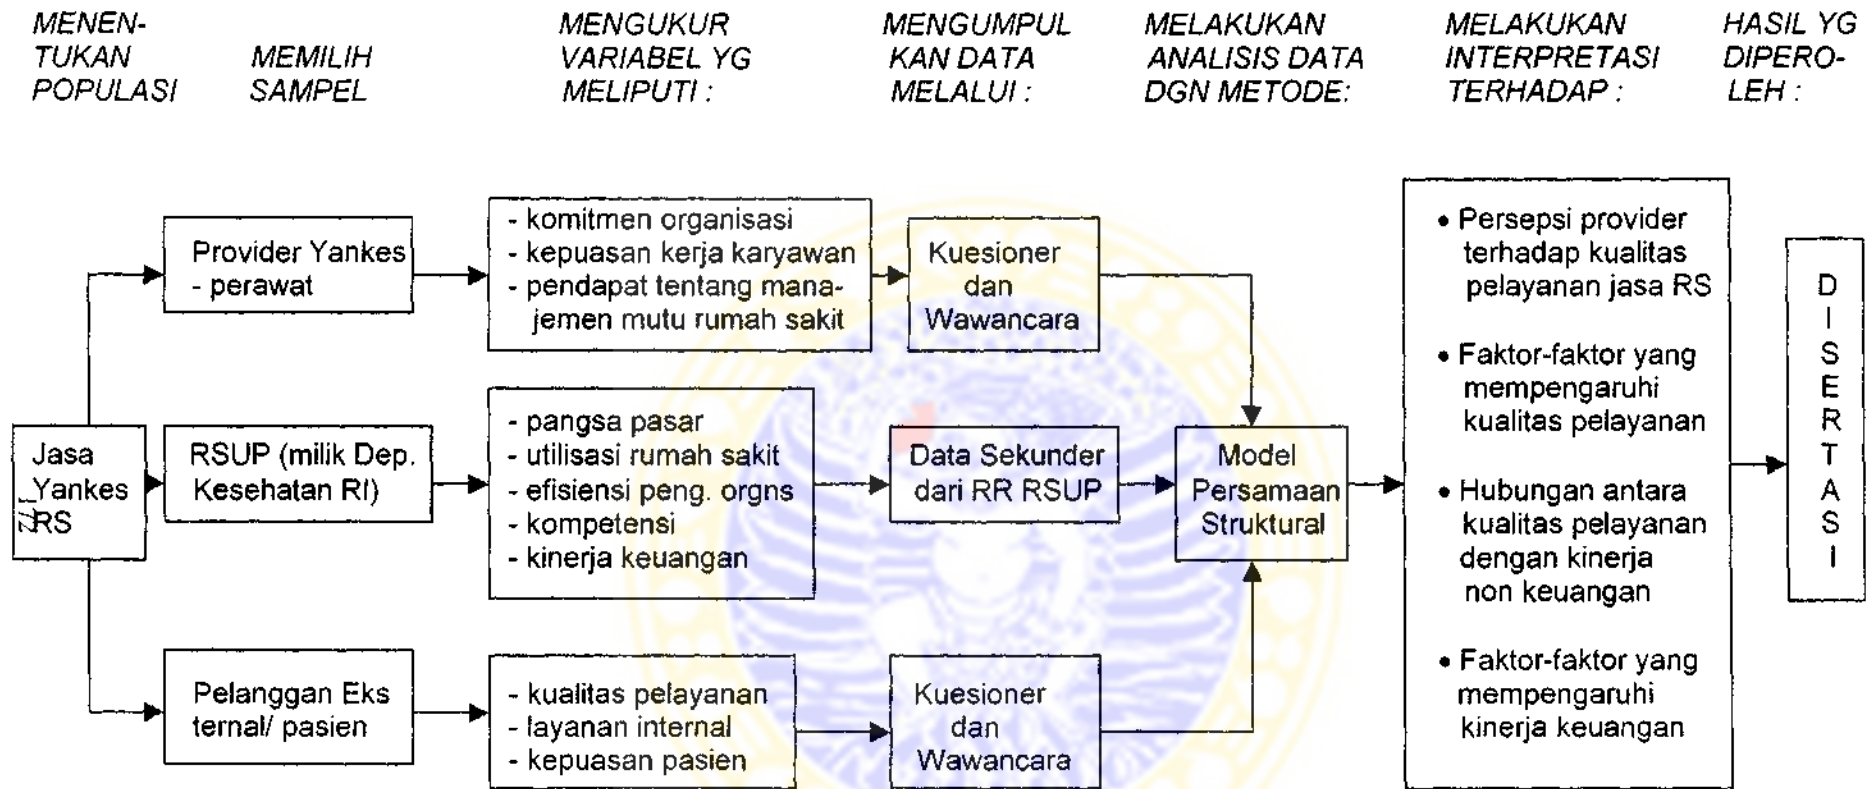 MENEN-
TUKAN
POPULASI
MEMILIH
SAMPEL
MENGUKUR
VARIABEL YG
MELIPUTI :
MENGUMPUL
KAN DATA
MELALUI :
MELAKUKAN
ANALISIS DATA
DGN METODE:
MELAKUKAN
INTERPRETASI
TERHADAP :
HASIL YG
DIPERO-
LEH :
Jasa
Yankes
RS
172
Provider Yankes
- perawat
- komitmen organisasi
- kepuasan kerja karyawan
- pendapat tentang mana-
jemen mutu rumah sakit
Kuesioner
dan
Wawancara
RSUP (milik Dep.
Kesehatan RI)
- pangsa pasar
- utilisasi rumah sakit
- efisiensi peng. orgns
- kompetensi
- kinerja keuangan
Data Sekunder
dari RR RSUP
Pelanggan Eks
ternal/ pasien
- kualitas pelayanan
- layanan internal
- kepuasan pasien
Kuesioner
dan
Wawancara
Model
Persamaan
Struktural
• Persepsi provider
terhadap kualitas
pelayanan jasa RS
• Faktor-faktor yang
mempengaruhi
kualitas pelayanan
• Hubungan antara
kualitas pelayanan
dengan kinerja
non keuangan
• Faktor-faktor yang
mempengaruhi
kinerja keuangan
D
I
S
E
R
T
A
S
I